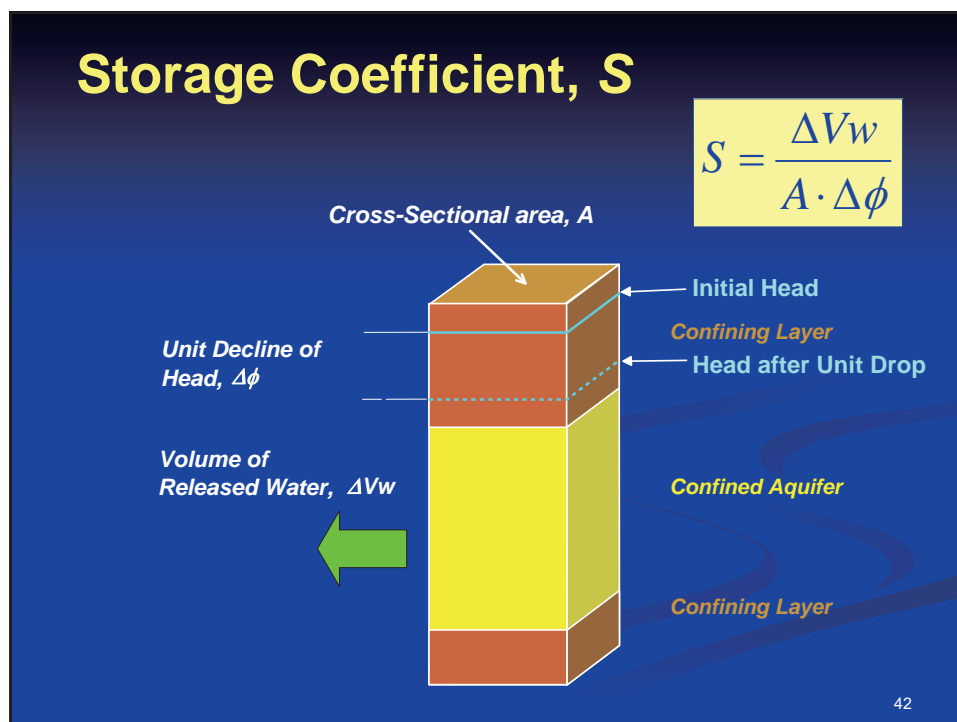 Storage Coefficient, S
S = ΔVw / A · Δϕ
Cross-Sectional area, A
Initial Head
Confining Layer
Unit Decline of
Head, Δϕ
Head after Unit Drop
Volume of
Released Water, ΔVw
Confined Aquifer
Confining Layer
42